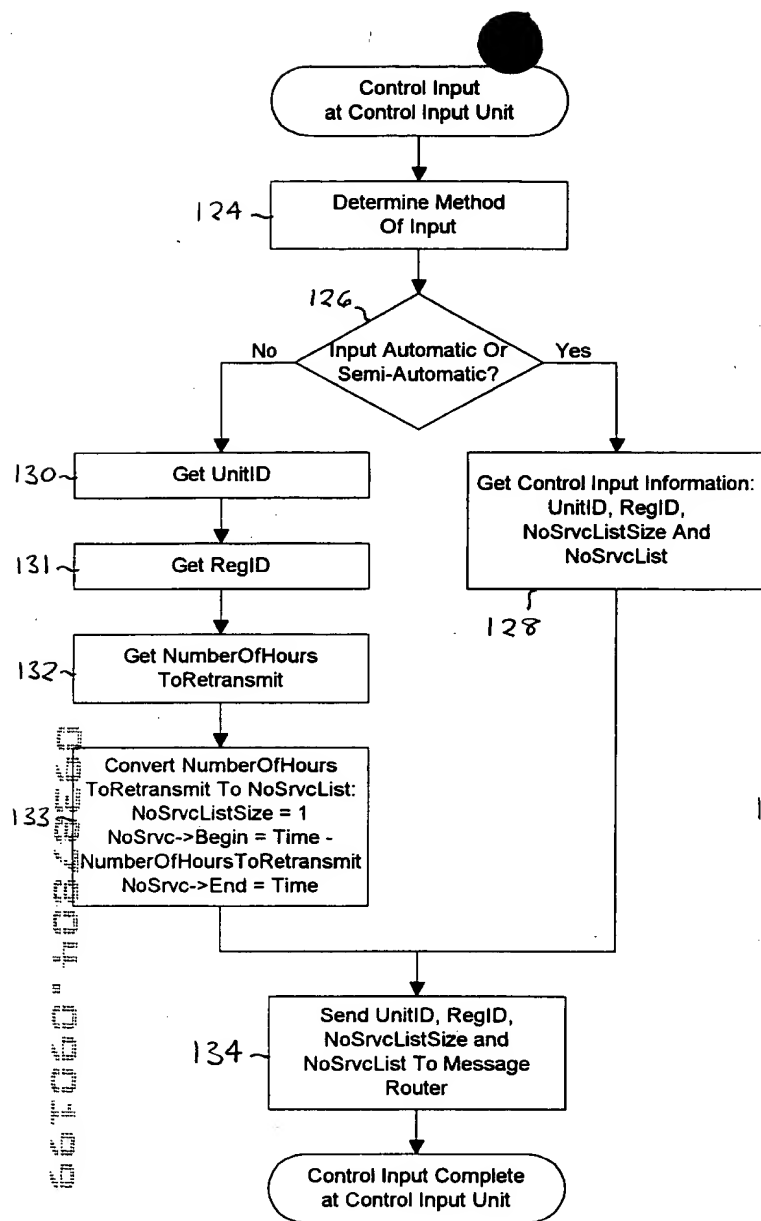 Control Input
at Control Input Unit
124
Determine Method
Of Input
126
Input Automatic Or
Semi-Automatic?
No
Yes
130
Get UnitID
131
Get RegID
132
Get NumberOfHours
ToRetransmit
133
Convert NumberOfHours
ToRetransmit To NoSrvcList:
NoSrvcListSize = 1
NoSrvc->Begin = Time -
NumberOfHoursToRetransmit
NoSrvc->End = Time
Get Control Input Information:
UnitID, RegID,
NoSrvcListSize And
NoSrvcList
128
134
Send UnitID, RegID,
NoSrvcListSize and
NoSrvcList To Message
Router
Control Input Complete
at Control Input Unit